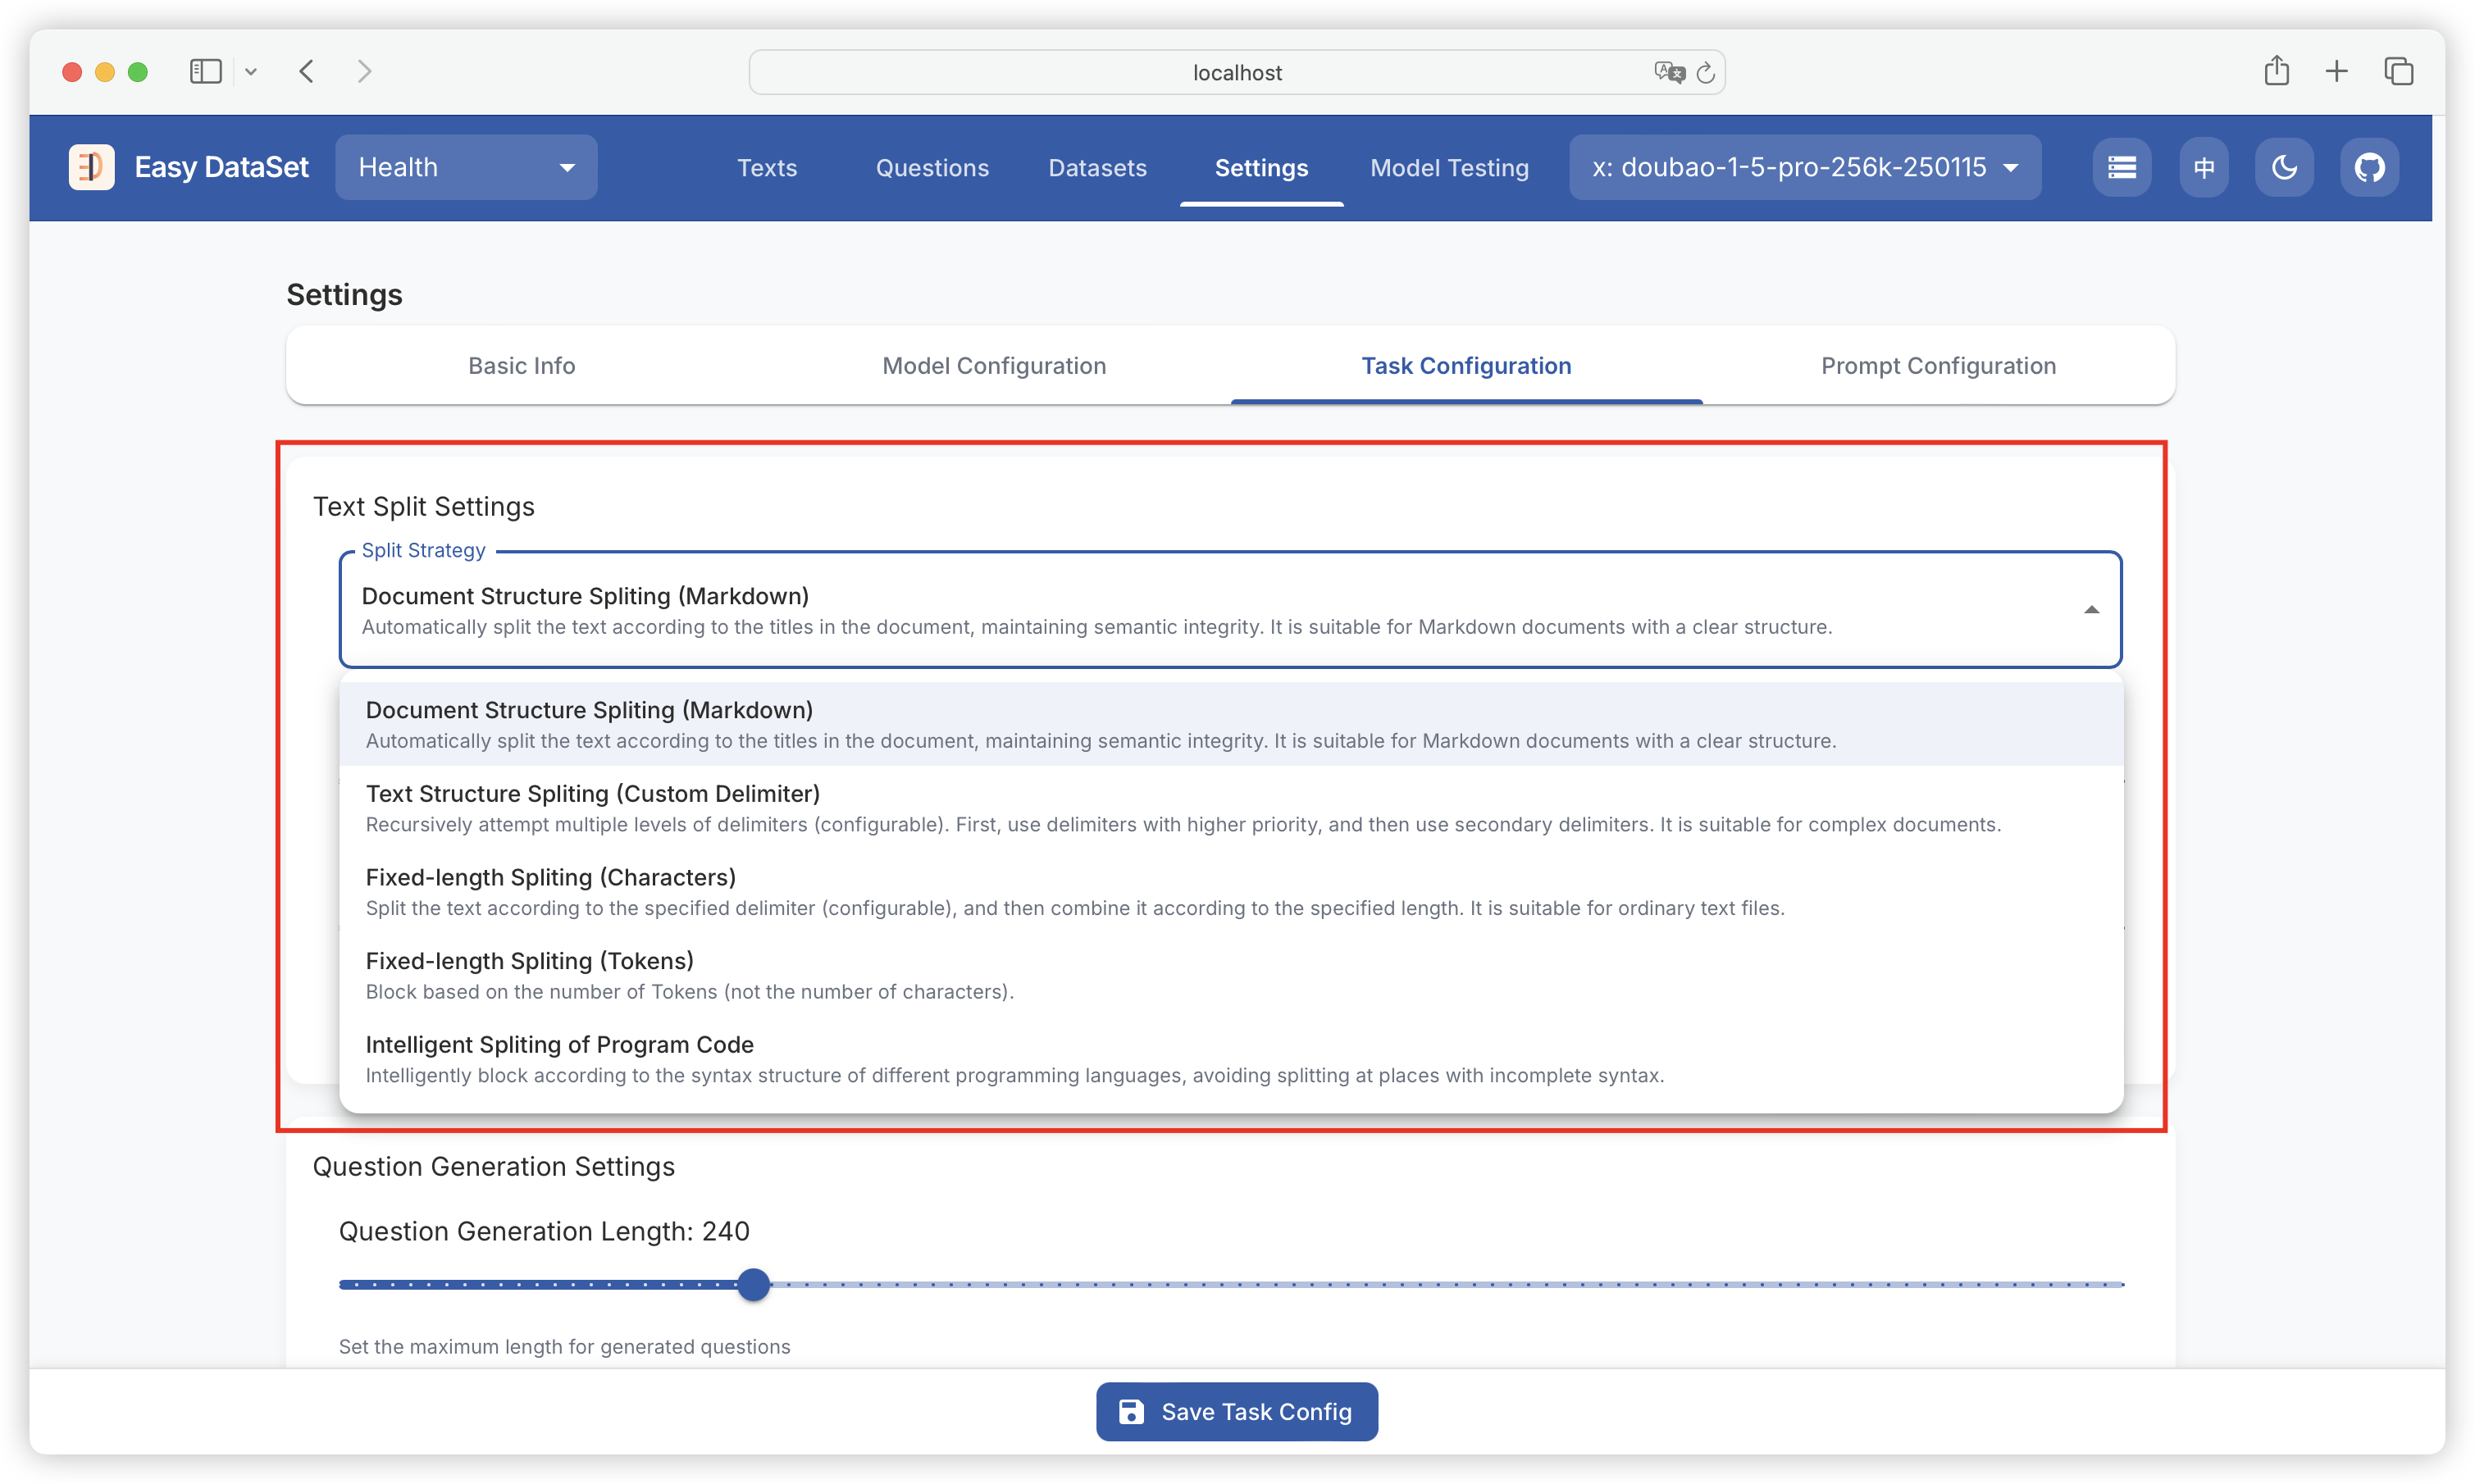 localhost
Easy DataSet
Health
Texts
Questions
Datasets
Settings
Model Testing
x: doubao-1-5-pro-256k-250115
中
Settings
Basic Info
Model Configuration
Task Configuration
Prompt Configuration
Text Split Settings
Split Strategy
Document Structure Spliting (Markdown)
Automatically split the text according to the titles in the document, maintaining semantic integrity. It is suitable for Markdown documents with a clear structure.
Document Structure Spliting (Markdown)
Automatically split the text according to the titles in the document, maintaining semantic integrity. It is suitable for Markdown documents with a clear structure.
Text Structure Spliting (Custom Delimiter)
Recursively attempt multiple levels of delimiters (configurable). First, use delimiters with higher priority, and then use secondary delimiters. It is suitable for complex documents.
Fixed-length Spliting (Characters)
Split the text according to the specified delimiter (configurable), and then combine it according to the specified length. It is suitable for ordinary text files.
Fixed-length Spliting (Tokens)
Block based on the number of Tokens (not the number of characters).
Intelligent Spliting of Program Code
Intelligently block according to the syntax structure of different programming languages, avoiding splitting at places with incomplete syntax.
Question Generation Settings
Question Generation Length: 240
Set the maximum length for generated questions
Save Task Config